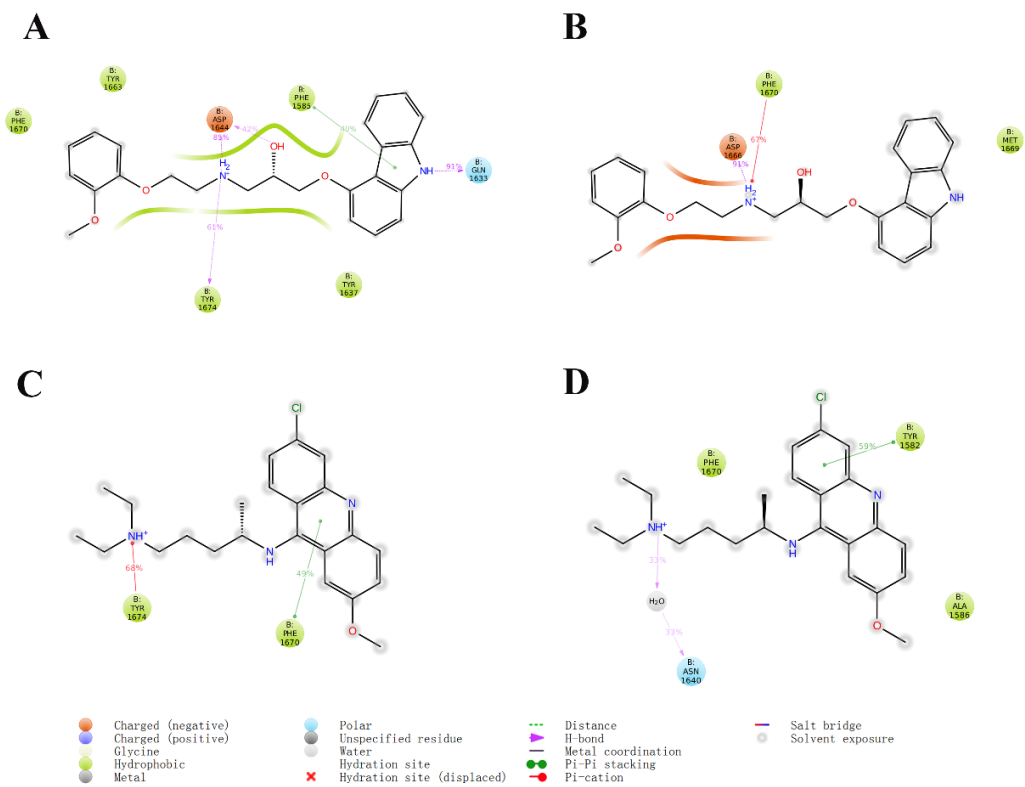 A
B:
TYR
1663
B:
PHE
1670
B:
ASP
1644
42%
85%
B:
PHE
1585
40%
OH
H2
N+
O
O
O
NH
91%
B:
GLN
1633
61%
B:
TYR
1674
B:
TYR
1637
B
B:
PHE
1670
67%
B:
ASP
1666
91%
B:
MET
1669
OH
H2
N+
O
O
O
NH
C
Cl
N
NH+
N
H
68%
49%
B:
TYR
1674
B:
PHE
1670
O
D
Cl
59%
B:
TYR
1582
B:
PHE
1670
N
NH+
N
H
33%
H2O
33%
B:
ASN
1640
B:
ALA
1586
O
Charged (negative)
Charged (positive)
Glycine
Hydrophobic
Metal
Polar
Unspecified residue
Water
Hydration site
Hydration site (displaced)
Distance
H-bond
Metal coordination
Pi-Pi stacking
Pi-cation
Salt bridge
Solvent exposure